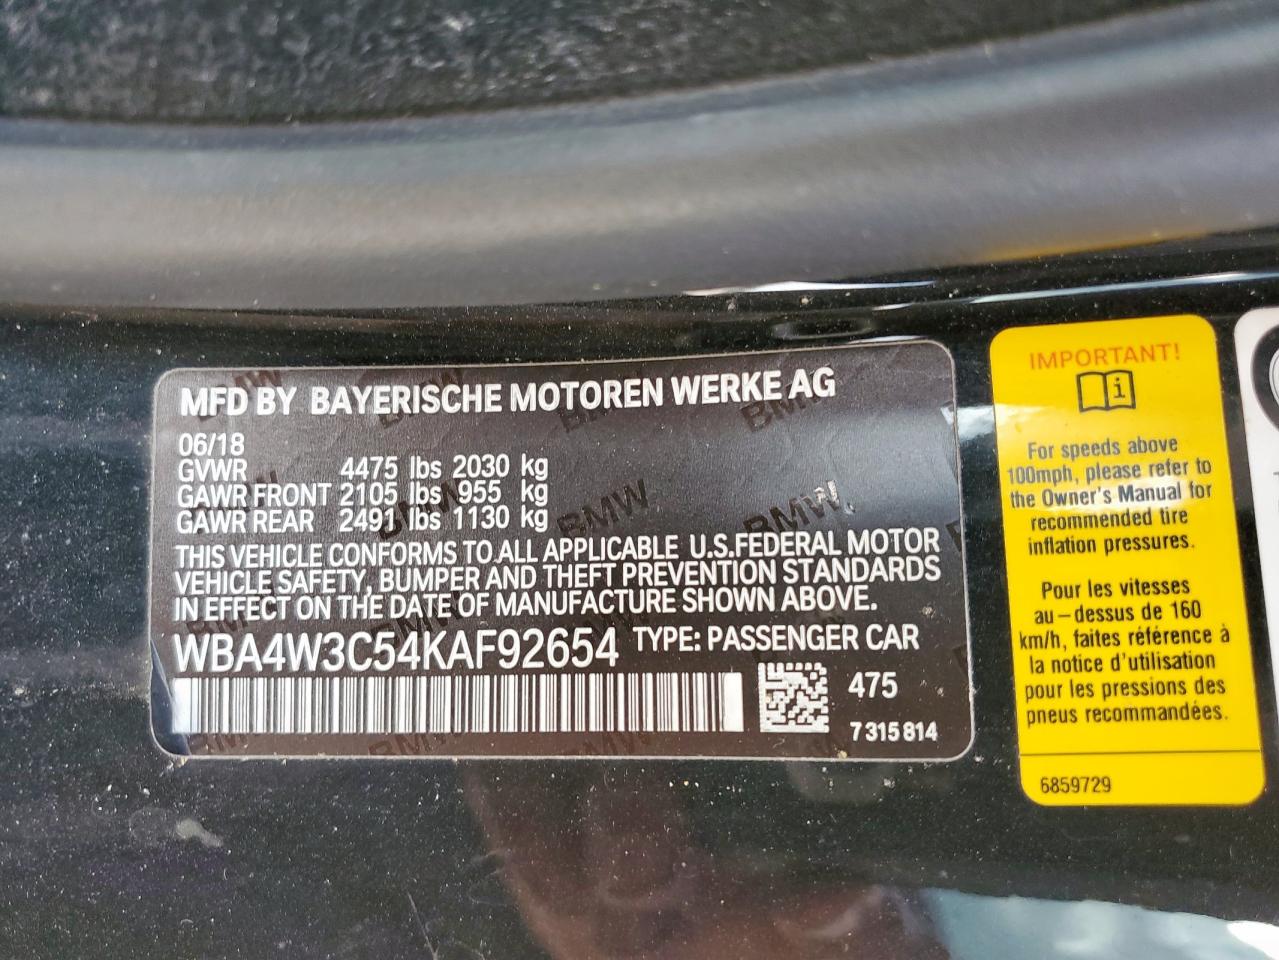 MFD BY BAYERISCHE MOTOREN WERKE AG
06/18
GVWR 4475 lbs 2030 kg
GAWR FRONT 2105 lbs 955 kg
GAWR REAR 2491 lbs 1130 kg
THIS VEHICLE CONFORMS TO ALL APPLICABLE U.S.FEDERAL MOTOR
VEHICLE SAFETY, BUMPER AND THEFT PREVENTION STANDARDS
IN EFFECT ON THE DATE OF MANUFACTURE SHOWN ABOVE.
WBA4W3C54KAF92654 TYPE: PASSENGER CAR
475
7 315 814
IMPORTANT!
i
For speeds above
100mph, please refer to
the Owner's Manual for
recommended tire
inflation pressures.
Pour les vitesses
au-dessus de 160
km/h, faites référence à
la notice d'utilisation
pour les pressions des
pneus recommandées.
6859729